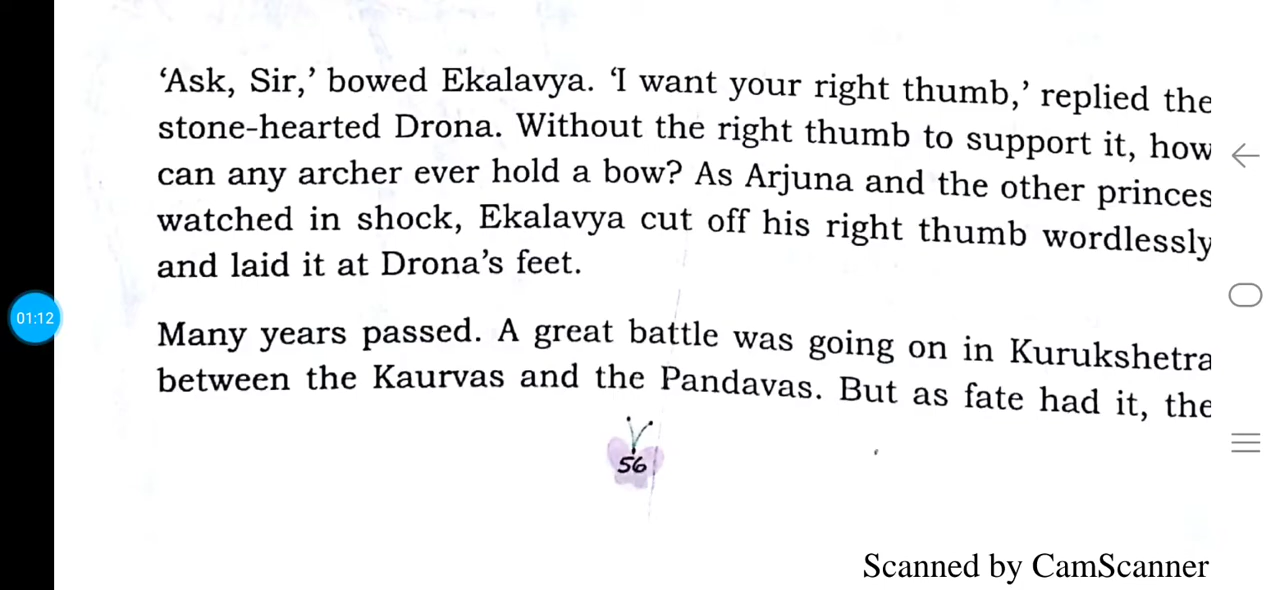 ‘Ask, Sir,’ bowed Ekalavya. ‘I want your right thumb,’ replied the
stone-hearted Drona. Without the right thumb to support it, how
can any archer ever hold a bow? As Arjuna and the other princes
watched in shock, Ekalavya cut off his right thumb wordlessly
and laid it at Drona’s feet.
01:12
Many years passed. A great battle was going on in Kurukshetra
between the Kaurvas and the Pandavas. But as fate had it, the
56
Scanned by CamScanner